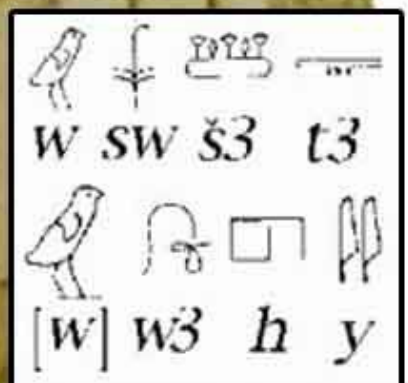 𓅱 𓇓 𓆷 𓇾
w sw š3 t3
𓅱 𓍯 𓉔 𓇌
[w] w3 h y